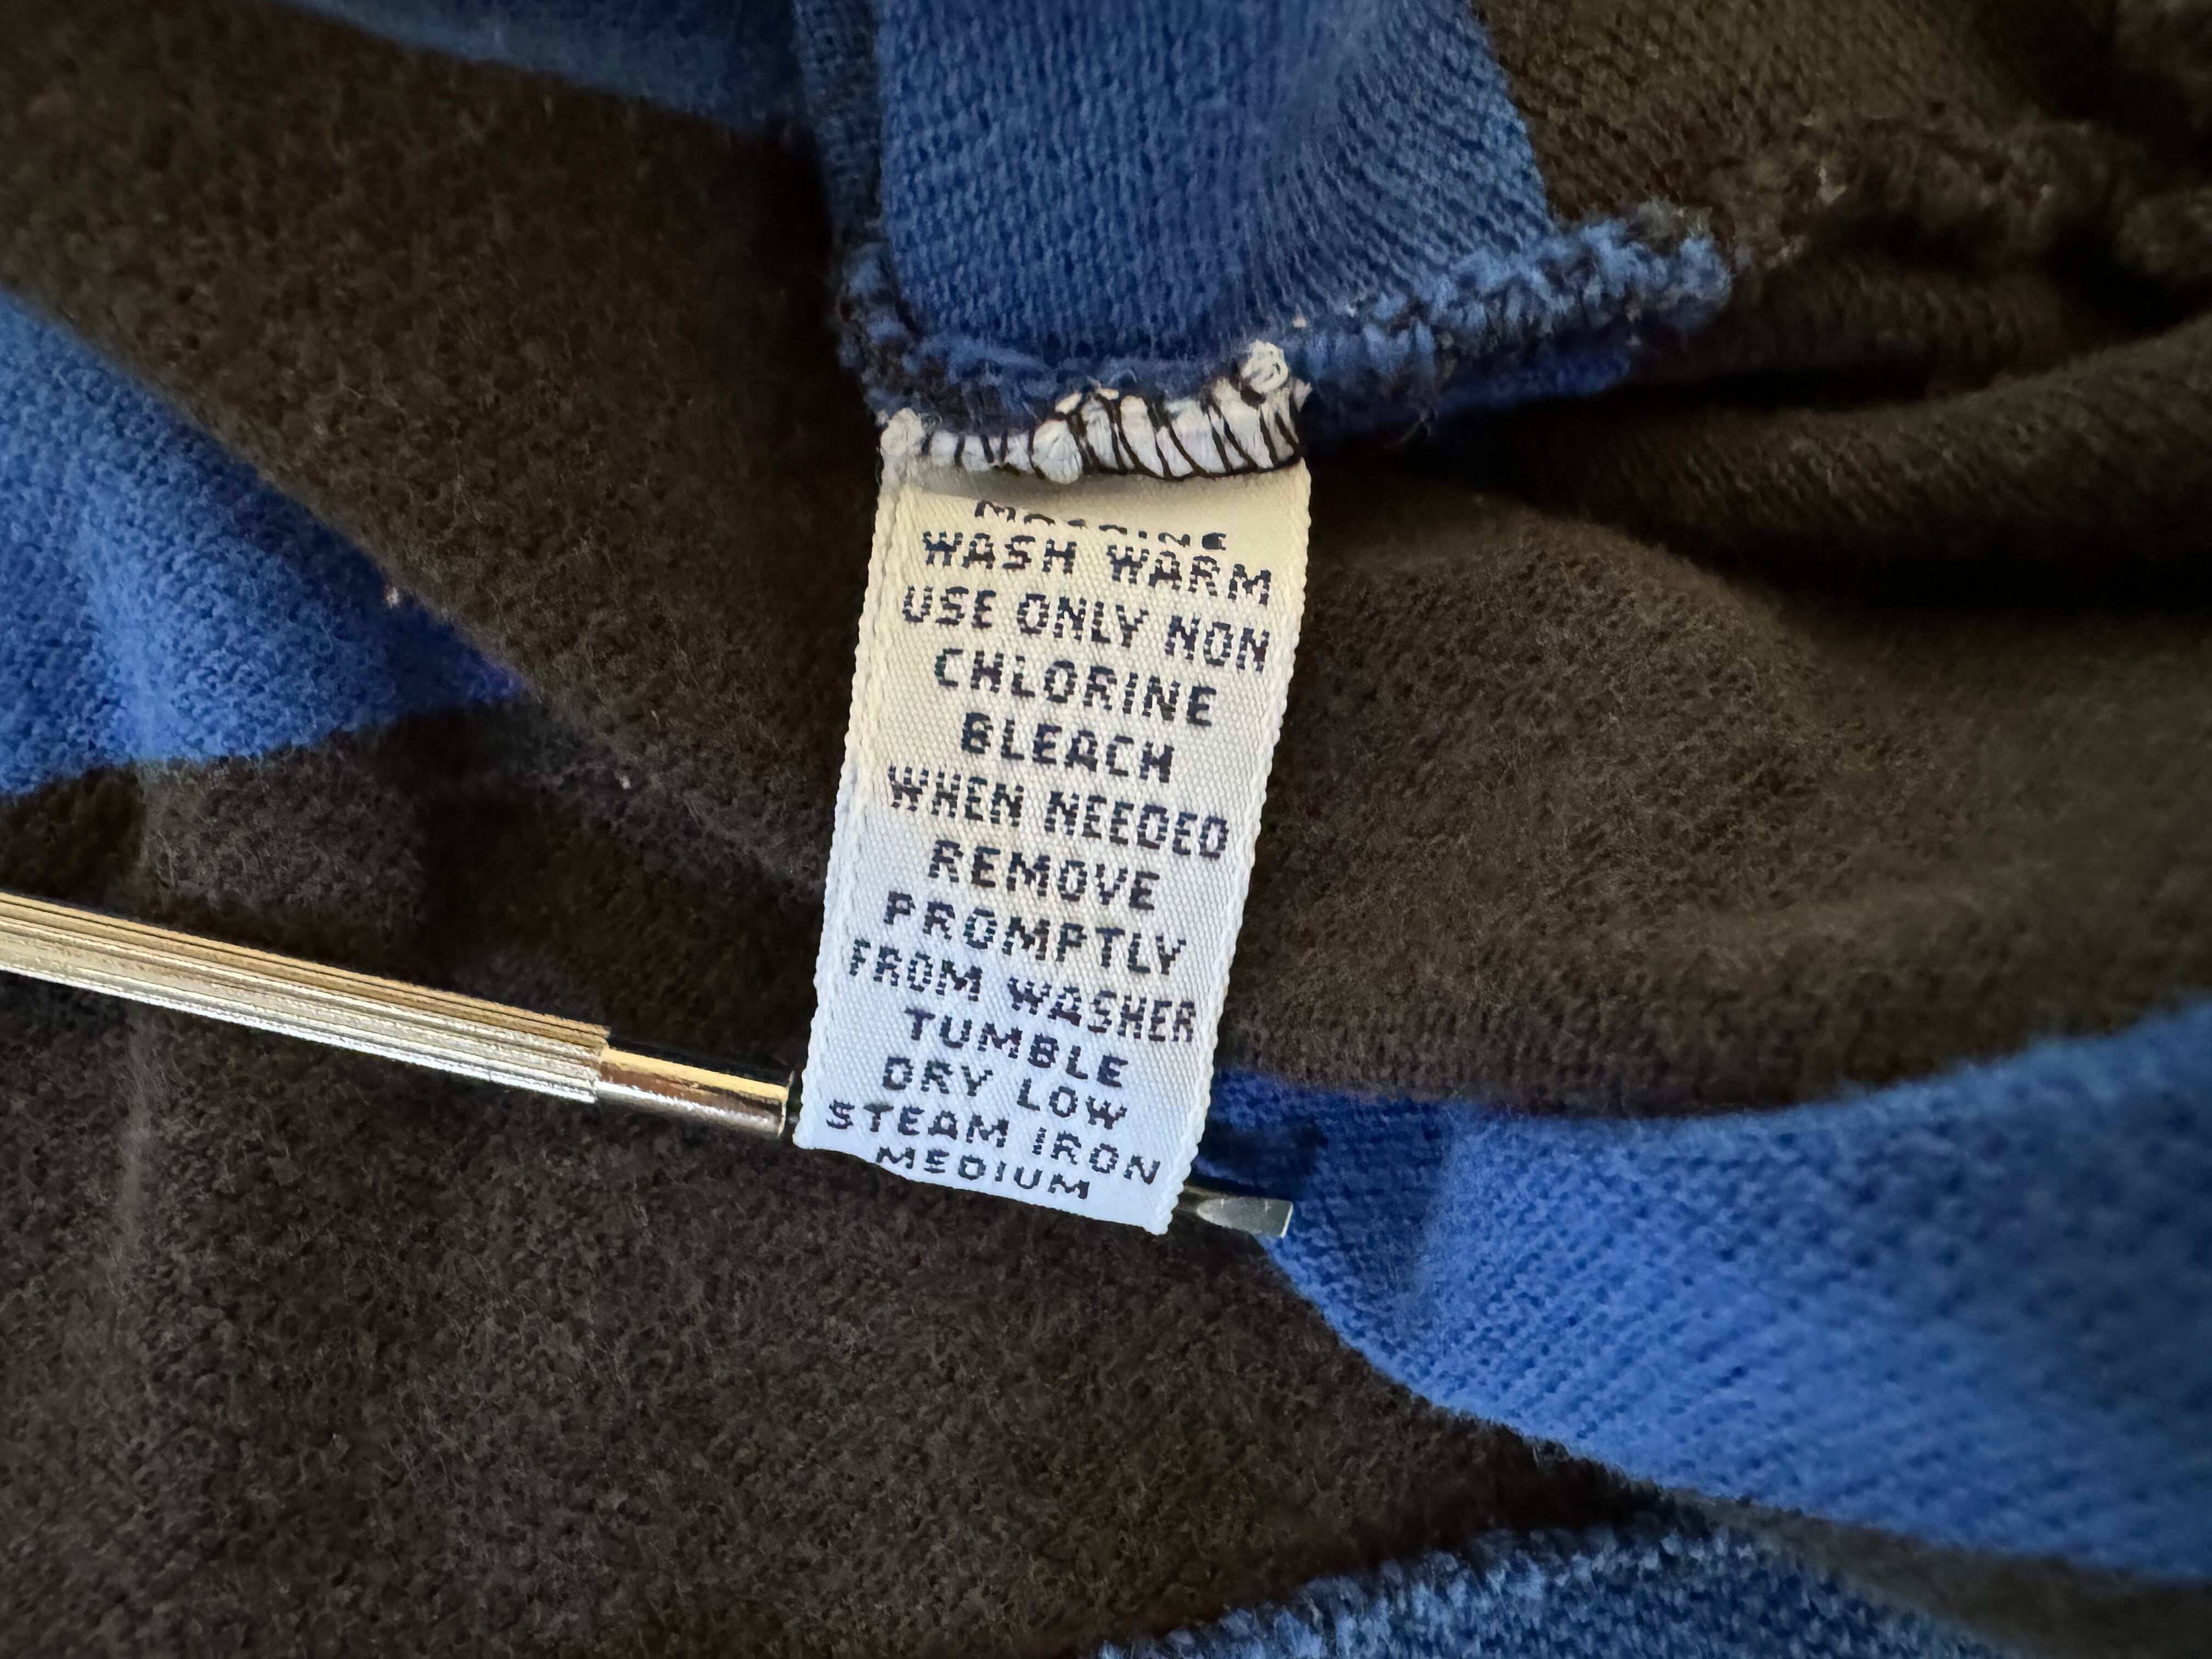 WASH WARM
USE ONLY NON
CHLORINE
BLEACH
WHEN NEEDED
REMOVE
PROMPTLY
FROM WASHER
TUMBLE
DRY LOW
STEAM IRON
MEDIUM